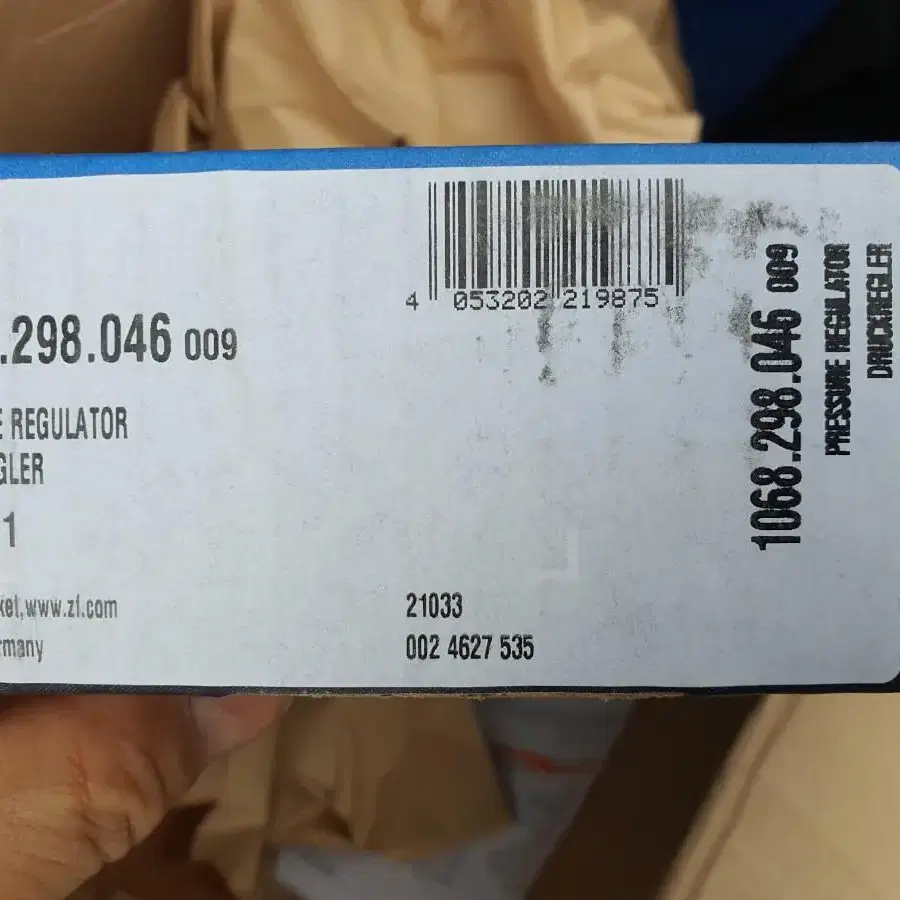 4 053202 219875
.298.046 009
E REGULATOR
GLER
1
ket,www.zf.com
rmany
21033
002 4627 535
1068.298.046 009
PRESSURE REGULATOR
DRUCKREGLER